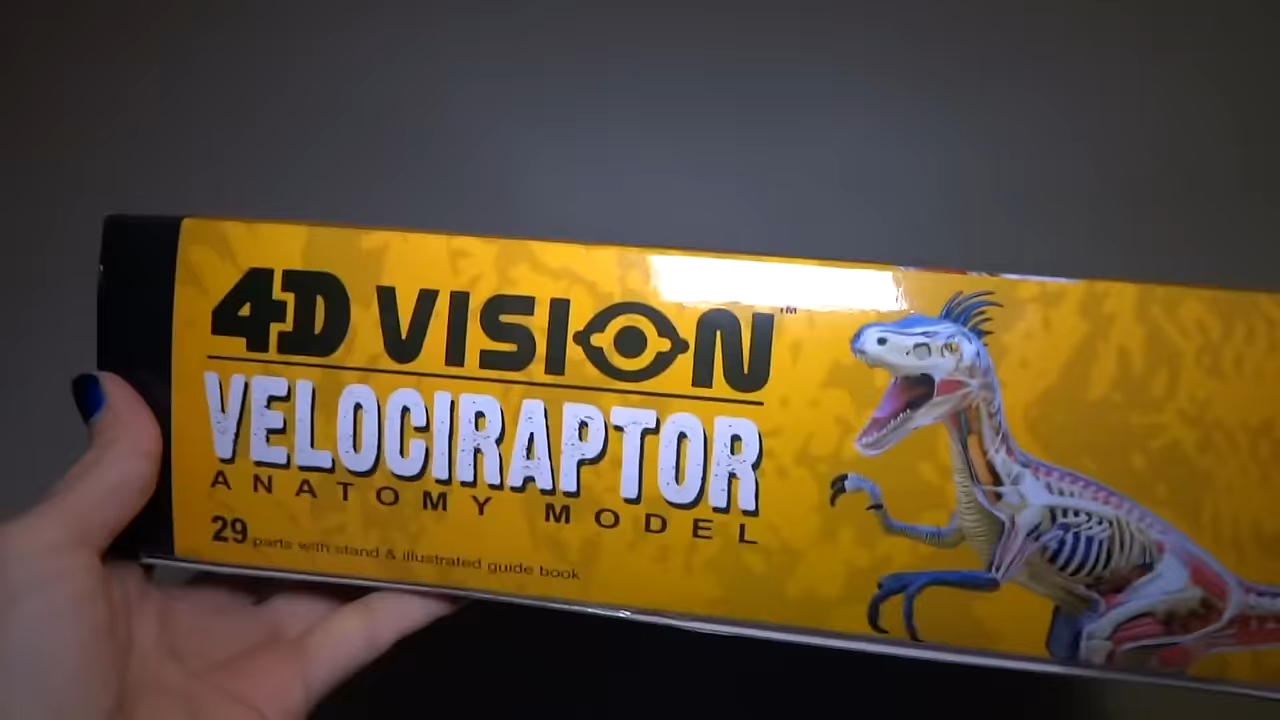 4D VISION™
VELOCIRAPTOR
ANATOMY MODEL
29 parts with stand & illustrated guide book